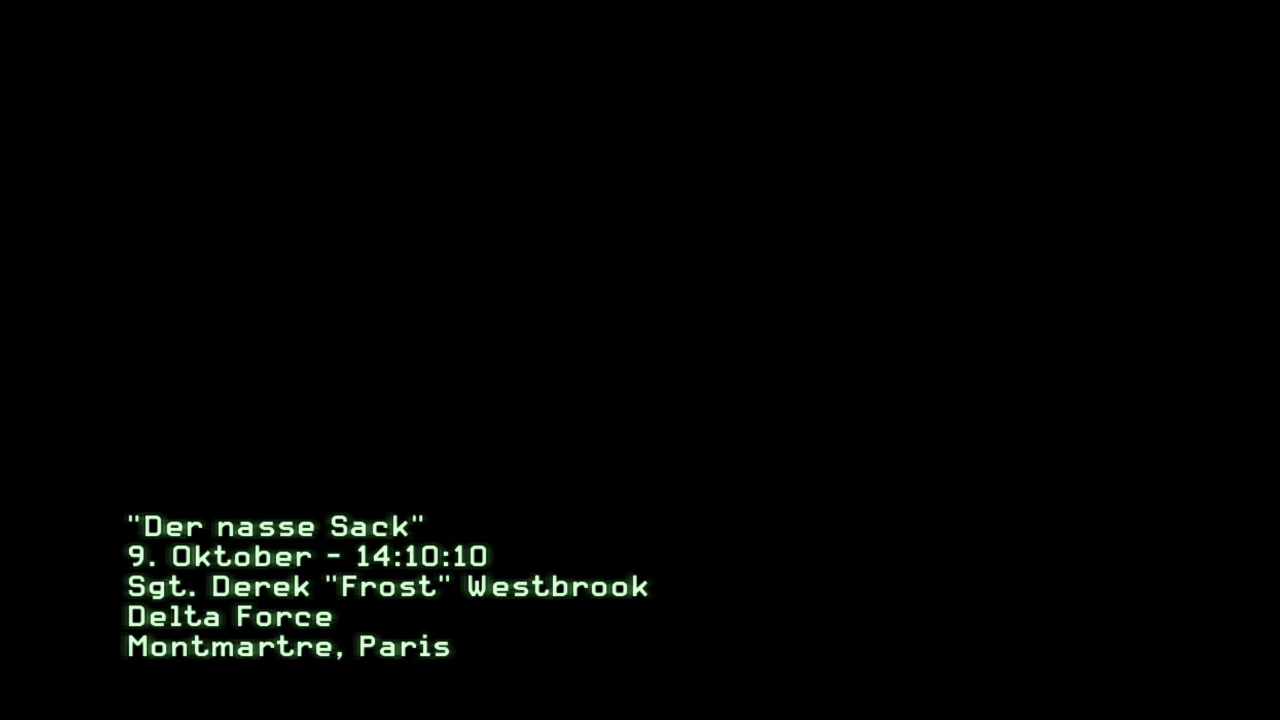 "Der nasse Sack"
9. Oktober - 14:10:10
Sgt. Derek "Frost" Westbrook
Delta Force
Montmartre, Paris